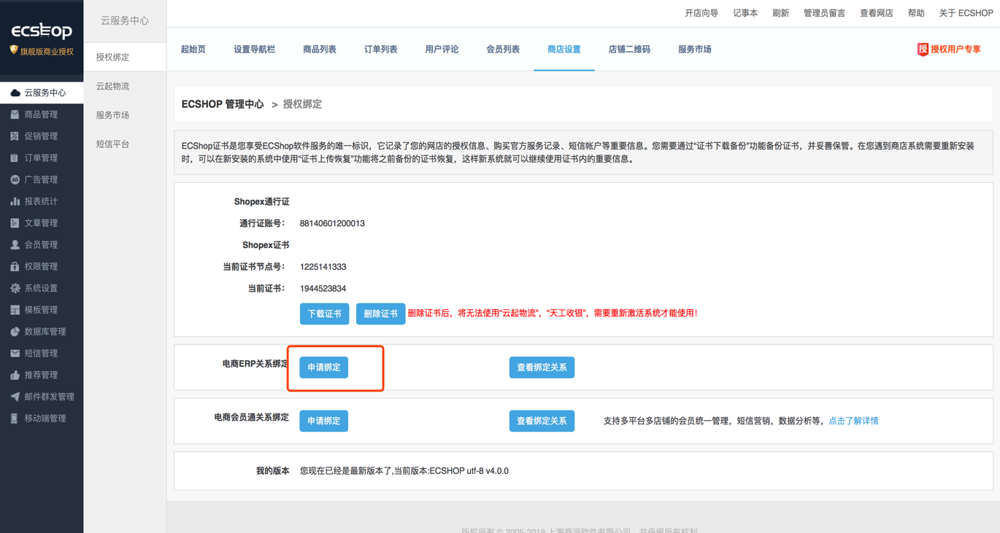 ecshop
旗舰版商业授权
云服务中心
商品管理
促销管理
订单管理
广告管理
报表统计
文章管理
会员管理
权限管理
系统设置
模板管理
数据库管理
短信管理
推荐管理
邮件群发管理
移动端管理
云服务中心
授权绑定
云起物流
服务市场
短信平台
开店向导 记事本 刷新 管理员留言 查看网店 帮助 关于 ECSHOP
起始页 设置导航栏 商品列表 订单列表 用户评论 会员列表 商店设置 店铺二维码 服务市场 授 授权用户专享
ECSHOP 管理中心 > 授权绑定
ECShop证书是您享受ECShop软件服务的唯一标识，它记录了您的网店的授权信息、购买官方服务记录、短信帐户等重要信息。您需要通过“证书下载备份”功能备份证书，并妥善保管。在您遇到商店系统需要重新安装
时，可以在新安装的系统中使用“证书上传恢复”功能将之前备份的证书恢复，这样新系统就可以继续使用证书内的重要信息。
Shopex通行证
通行证账号： 88140601200013
Shopex证书
当前证书节点号： 1225141333
当前证书： 1944523834
下载证书 删除证书 删除证书后，将无法使用“云起物流”，“天工收银”，需要重新激活系统才能使用！
电商ERP关系绑定 申请绑定 查看绑定关系
电商会员通关系绑定 申请绑定 查看绑定关系 支持多平台多店铺的会员统一管理，短信营销，数据分析等，点击了解详情
我的版本 您现在已经是最新版本了,当前版本:ECSHOP utf-8 v4.0.0
版权所有 © 2005-2018 上海商派软件有限公司，并保留所有权利